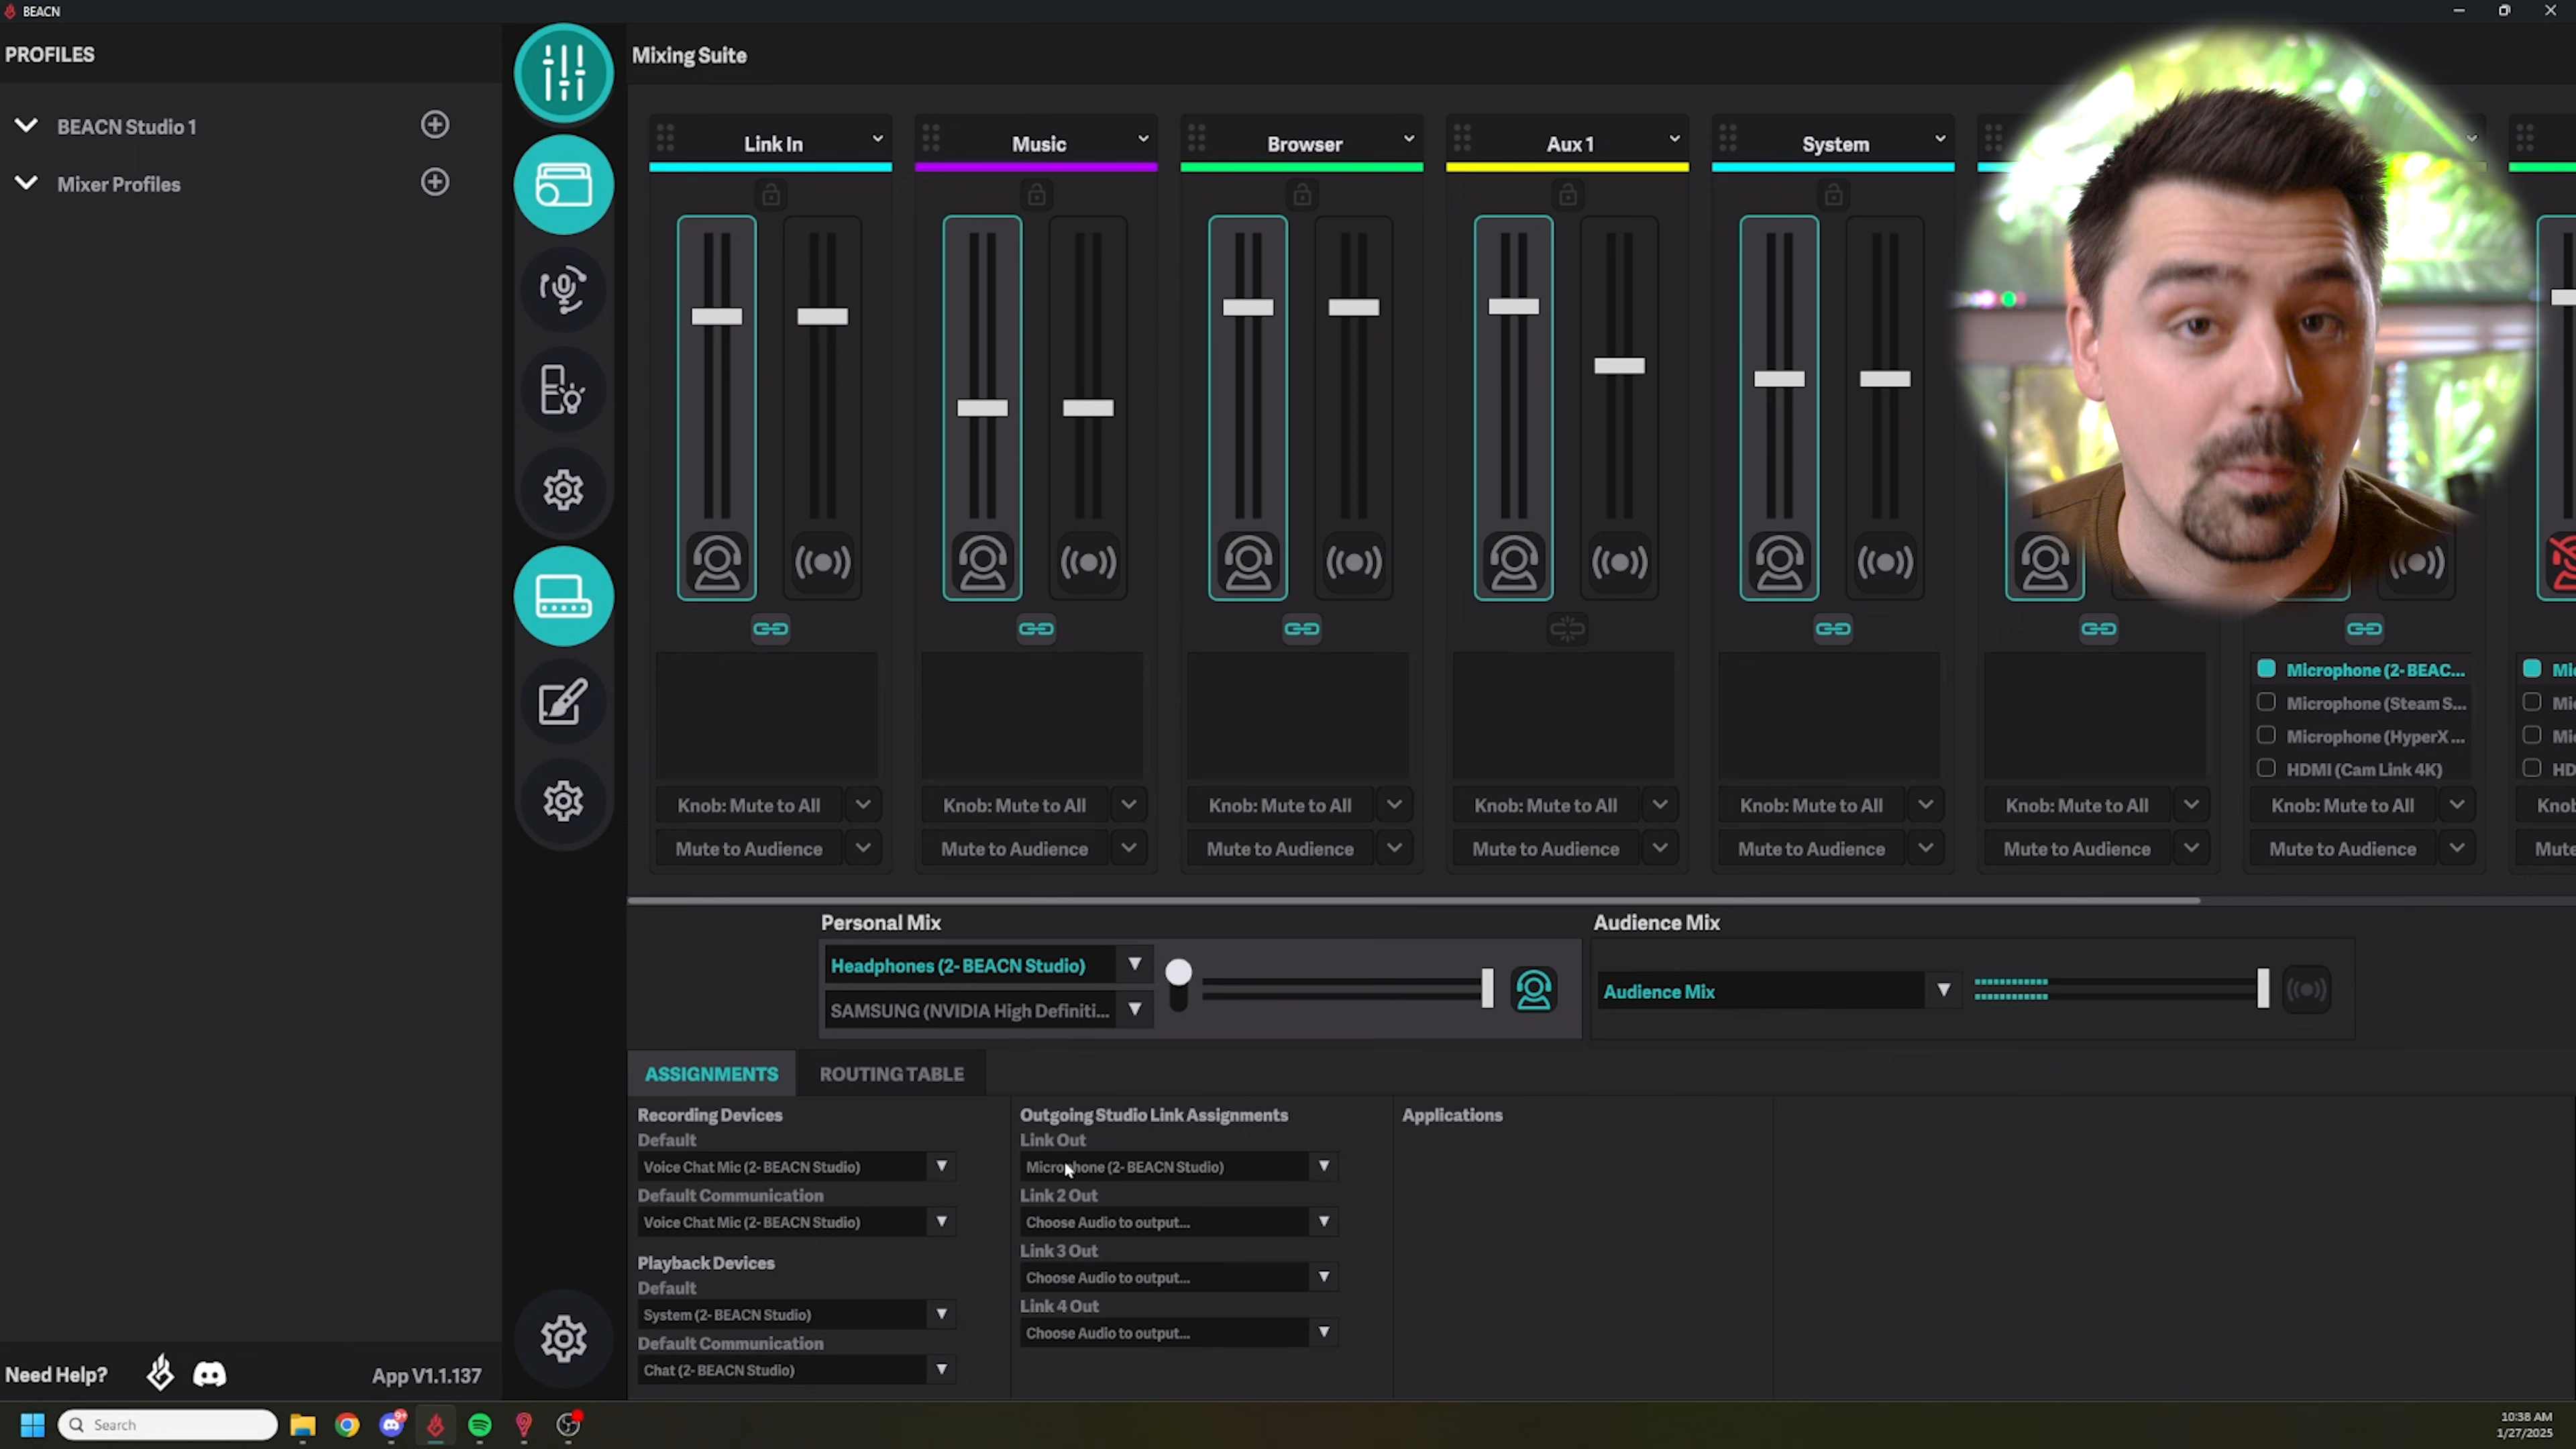 BEACN
PROFILES
BEACN Studio 1
Mixer Profiles
Mixing Suite
Link In
Music
Browser
Aux 1
System
Microphone (2- BEAC...
Microphone (Steam S...
Microphone (HyperX ...
HDMI (Cam Link 4K)
Mi
Mi
Mi
HD
Knob: Mute to All
Knob: Mute to All
Knob: Mute to All
Knob: Mute to All
Knob: Mute to All
Knob: Mute to All
Knob: Mute to All
Knob
Mute to Audience
Mute to Audience
Mute to Audience
Mute to Audience
Mute to Audience
Mute to Audience
Mute to Audience
Mute
Personal Mix
Headphones (2- BEACN Studio)
SAMSUNG (NVIDIA High Definiti...
Audience Mix
Audience Mix
ASSIGNMENTS
ROUTING TABLE
Recording Devices
Default
Voice Chat Mic (2- BEACN Studio)
Default Communication
Voice Chat Mic (2- BEACN Studio)
Playback Devices
Default
System (2- BEACN Studio)
Default Communication
Chat (2- BEACN Studio)
Outgoing Studio Link Assignments
Link Out
Microphone (2- BEACN Studio)
Link 2 Out
Choose Audio to output...
Link 3 Out
Choose Audio to output...
Link 4 Out
Choose Audio to output...
Applications
Need Help?
App V1.1.137
Search
9+
10:38 AM
1/27/2025